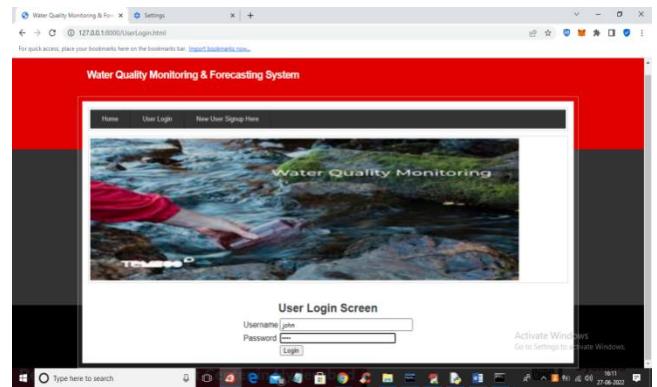 Water Quality Monitoring & For
Settings
127.0.0.1:8000/UserLogin.html
For quick access, place your bookmarks here on the bookmarks bar. Import bookmarks now...
Water Quality Monitoring & Forecasting System
Home User Login New User Signup Here
Water Quality Monitoring
User Login Screen
Username john
Password ····
Login
Activate Windows
Go to Settings to activate Windows.
Type here to search
16:11
27-06-2022